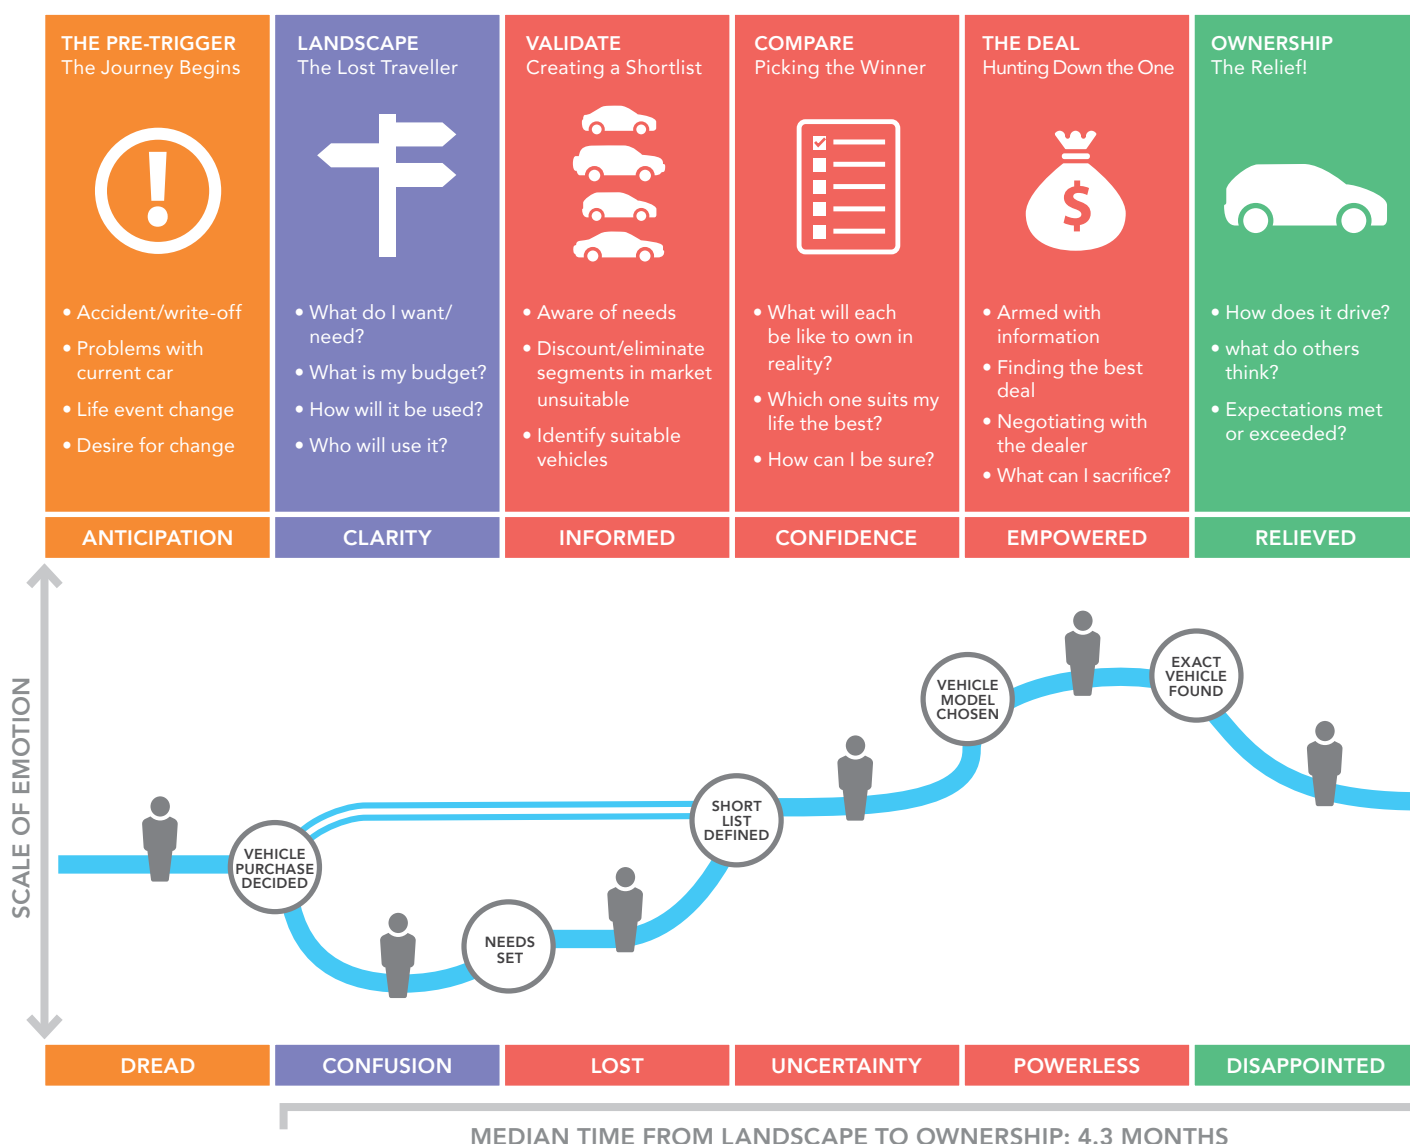 THE PRE-TRIGGER
The Journey Begins
• Accident/write-off
• Problems with
current car
• Life event change
• Desire for change
ANTICIPATION
LANDSCAPE
The Lost Traveller
• What do I want/
need?
• What is my budget?
• How will it be used?
• Who will use it?
CLARITY
VALIDATE
Creating a Shortlist
• Aware of needs
• Discount/eliminate
segments in market
unsuitable
• Identify suitable
vehicles
INFORMED
COMPARE
Picking the Winner
• What will each
be like to own in
reality?
• Which one suits my
life the best?
• How can I be sure?
CONFIDENCE
THE DEAL
Hunting Down the One
$
• Armed with
information
• Finding the best
deal
• Negotiating with
the dealer
• What can I sacrifice?
EMPOWERED
OWNERSHIP
The Relief!
• How does it drive?
• what do others
think?
• Expectations met
or exceeded?
RELIEVED
SCALE OF EMOTION
VEHICLE
PURCHASE
DECIDED
NEEDS
SET
SHORT
LIST
DEFINED
VEHICLE
MODEL
CHOSEN
EXACT
VEHICLE
FOUND
DREAD
CONFUSION
LOST
UNCERTAINTY
POWERLESS
DISAPPOINTED
MEDIAN TIME FROM LANDSCAPE TO OWNERSHIP: 4.3 MONTHS